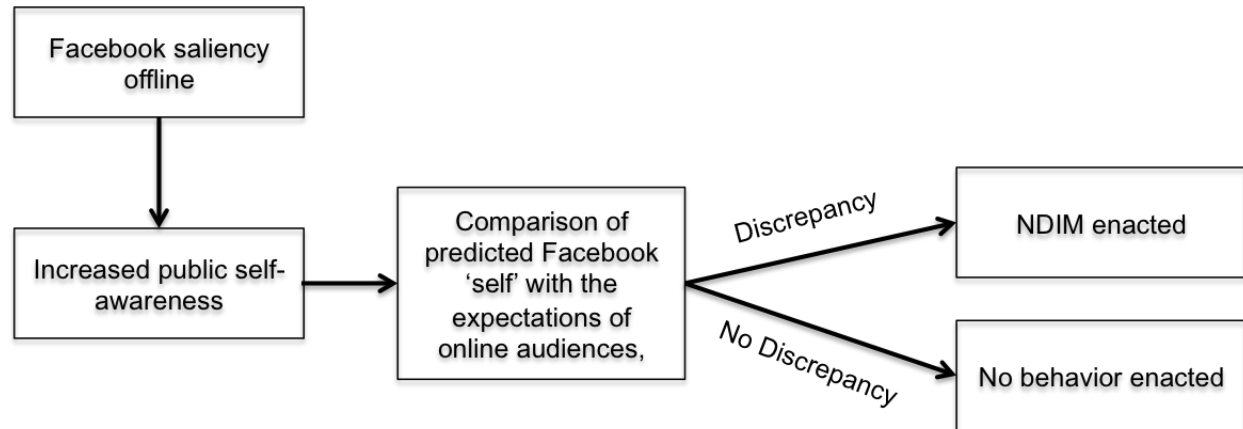 Facebook saliency
offline
Increased public self-
awareness
Comparison of
predicted Facebook
‘self’ with the
expectations of
online audiences,
Discrepancy
No Discrepancy
NDIM enacted
No behavior enacted